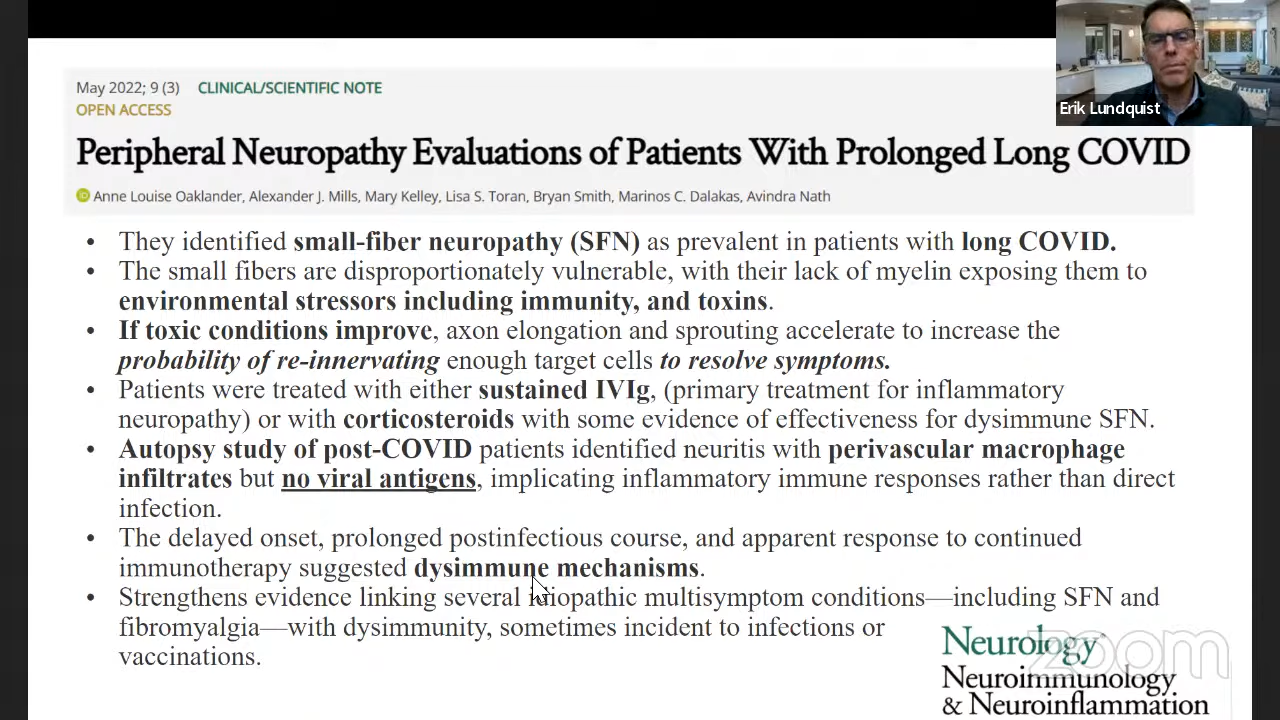 Erik Lundquist
May 2022; 9 (3) CLINICAL/SCIENTIFIC NOTE
OPEN ACCESS
Peripheral Neuropathy Evaluations of Patients With Prolonged Long COVID
iD Anne Louise Oaklander, Alexander J. Mills, Mary Kelley, Lisa S. Toran, Bryan Smith, Marinos C. Dalakas, Avindra Nath
• They identified small-fiber neuropathy (SFN) as prevalent in patients with long COVID.
• The small fibers are disproportionately vulnerable, with their lack of myelin exposing them to
environmental stressors including immunity, and toxins.
• If toxic conditions improve, axon elongation and sprouting accelerate to increase the
probability of re-innervating enough target cells to resolve symptoms.
• Patients were treated with either sustained IVIg, (primary treatment for inflammatory
neuropathy) or with corticosteroids with some evidence of effectiveness for dysimmune SFN.
• Autopsy study of post-COVID patients identified neuritis with perivascular macrophage
infiltrates but no viral antigens, implicating inflammatory immune responses rather than direct
infection.
• The delayed onset, prolonged postinfectious course, and apparent response to continued
immunotherapy suggested dysimmune mechanisms.
• Strengthens evidence linking several idiopathic multisymptom conditions—including SFN and
fibromyalgia—with dysimmunity, sometimes incident to infections or
vaccinations.
Neurology
zoom
Neuroimmunology
& Neuroinflammation